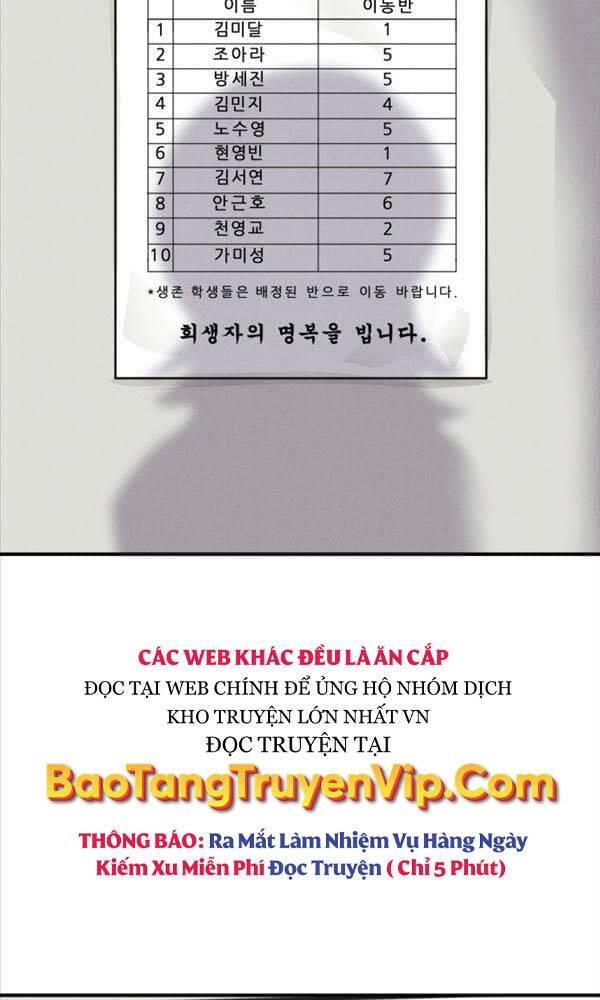 이름 이동반
1 김미달 1
2 조아라 5
3 방세진 5
4 김민지 4
5 노수영 5
6 현영빈 1
7 김서연 7
8 안근호 6
9 천영교 2
10 가미성 5
*생존 학생들은 배정된 반으로 이동 바랍니다.
희생자의 명복을 빕니다.
CÁC WEB KHÁC ĐỀU LÀ ĂN CẮP
ĐỌC TẠI WEB CHÍNH ĐỂ ỦNG HỘ NHÓM DỊCH
KHO TRUYỆN LỚN NHẤT VN
ĐỌC TRUYỆN TẠI
BaoTangTruyenVip.Com
THÔNG BÁO: Ra Mắt Làm Nhiệm Vụ Hàng Ngày
Kiếm Xu Miễn Phí Đọc Truyện ( Chỉ 5 Phút)